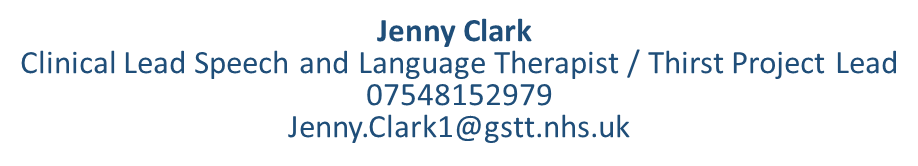 Jenny Clark
Clinical Lead Speech and Language Therapist / Thirst Project Lead
07548152979
Jenny.Clark1@gstt.nhs.uk